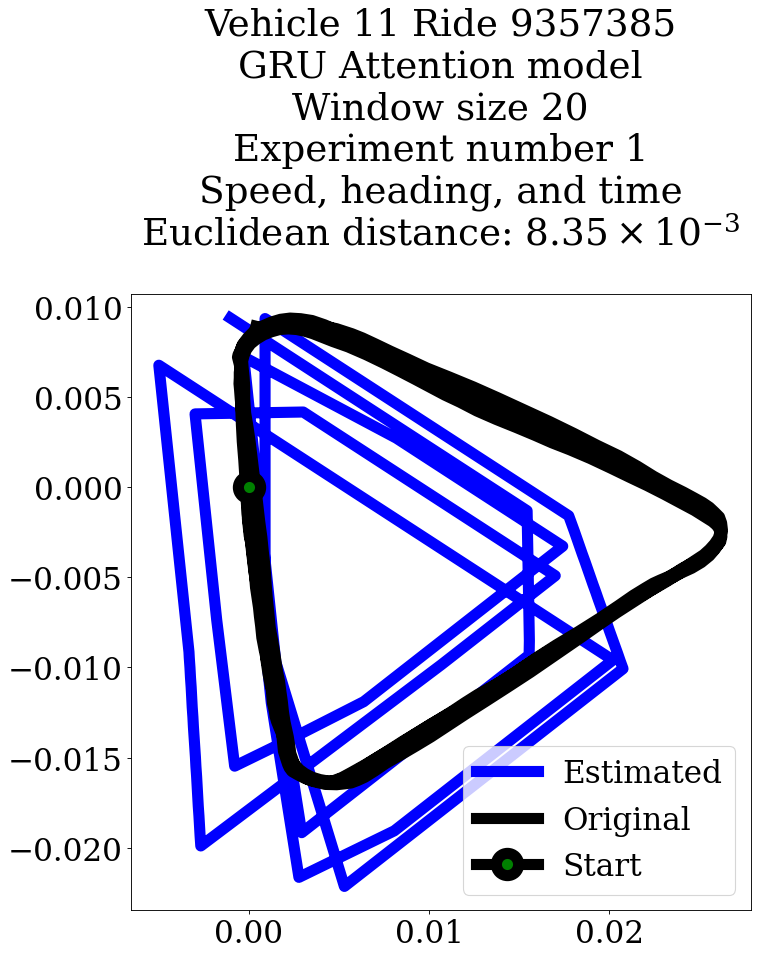 Vehicle 11 Ride 9357385
GRU Attention model
Window size 20
Experiment number 1
Speed, heading, and time
Euclidean distance: 8.35 × 10⁻³
0.010
0.005
0.000
−0.005
−0.010
−0.015
−0.020
Estimated
Original
Start
0.00 0.01 0.02